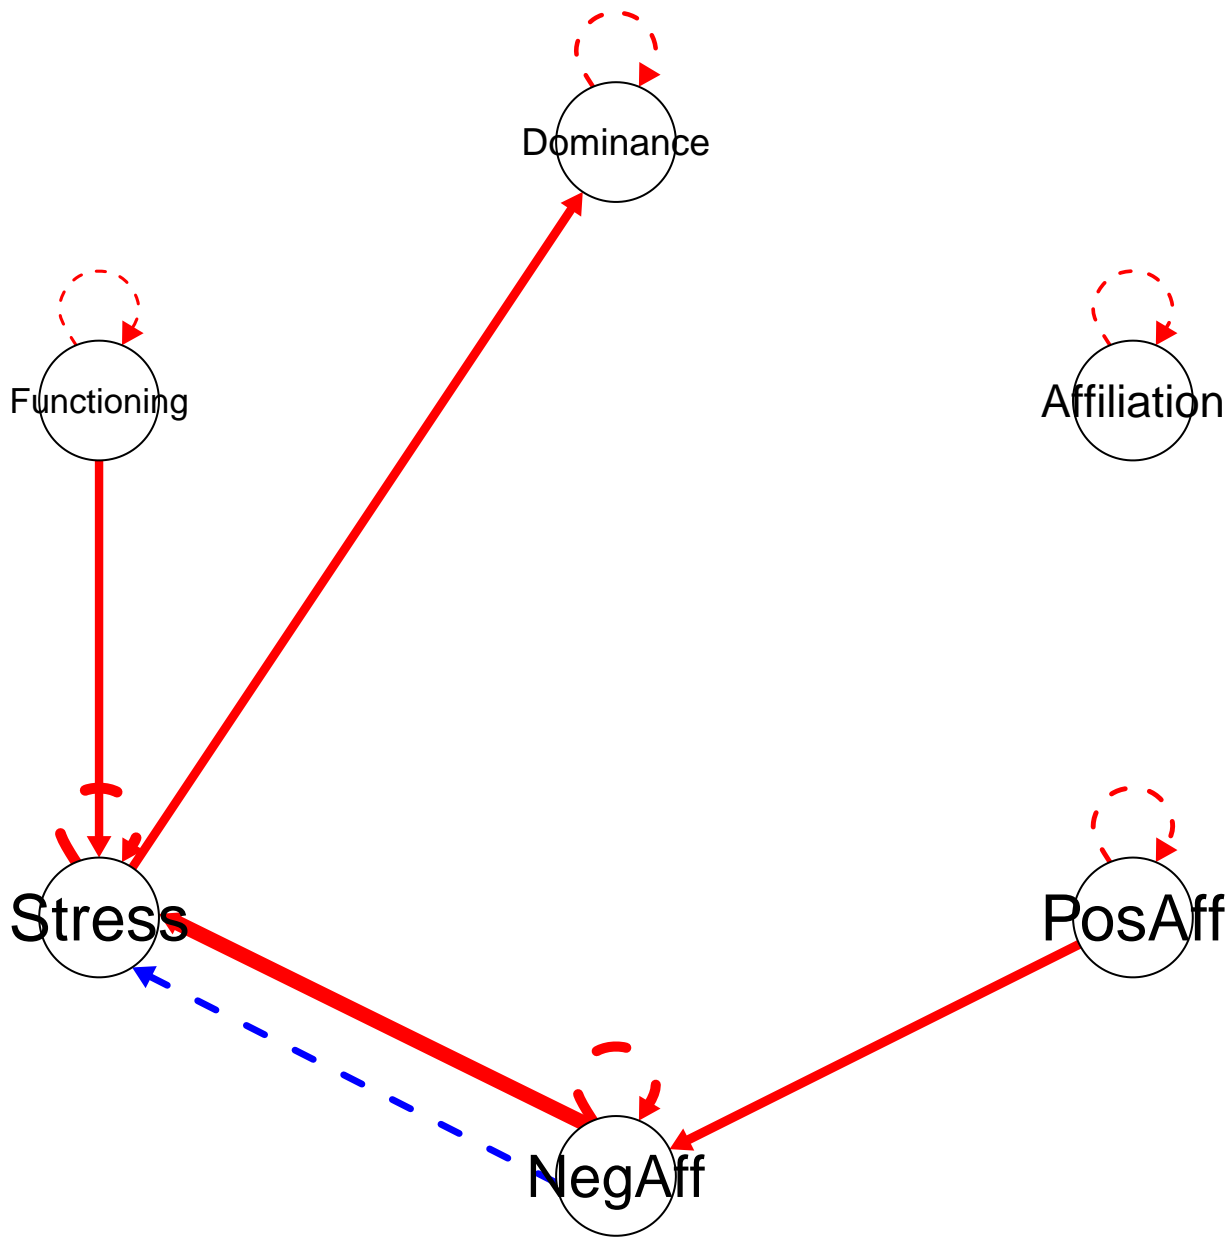 Dominance
Functioning
Affiliation
Stress
PosAff
NegAff